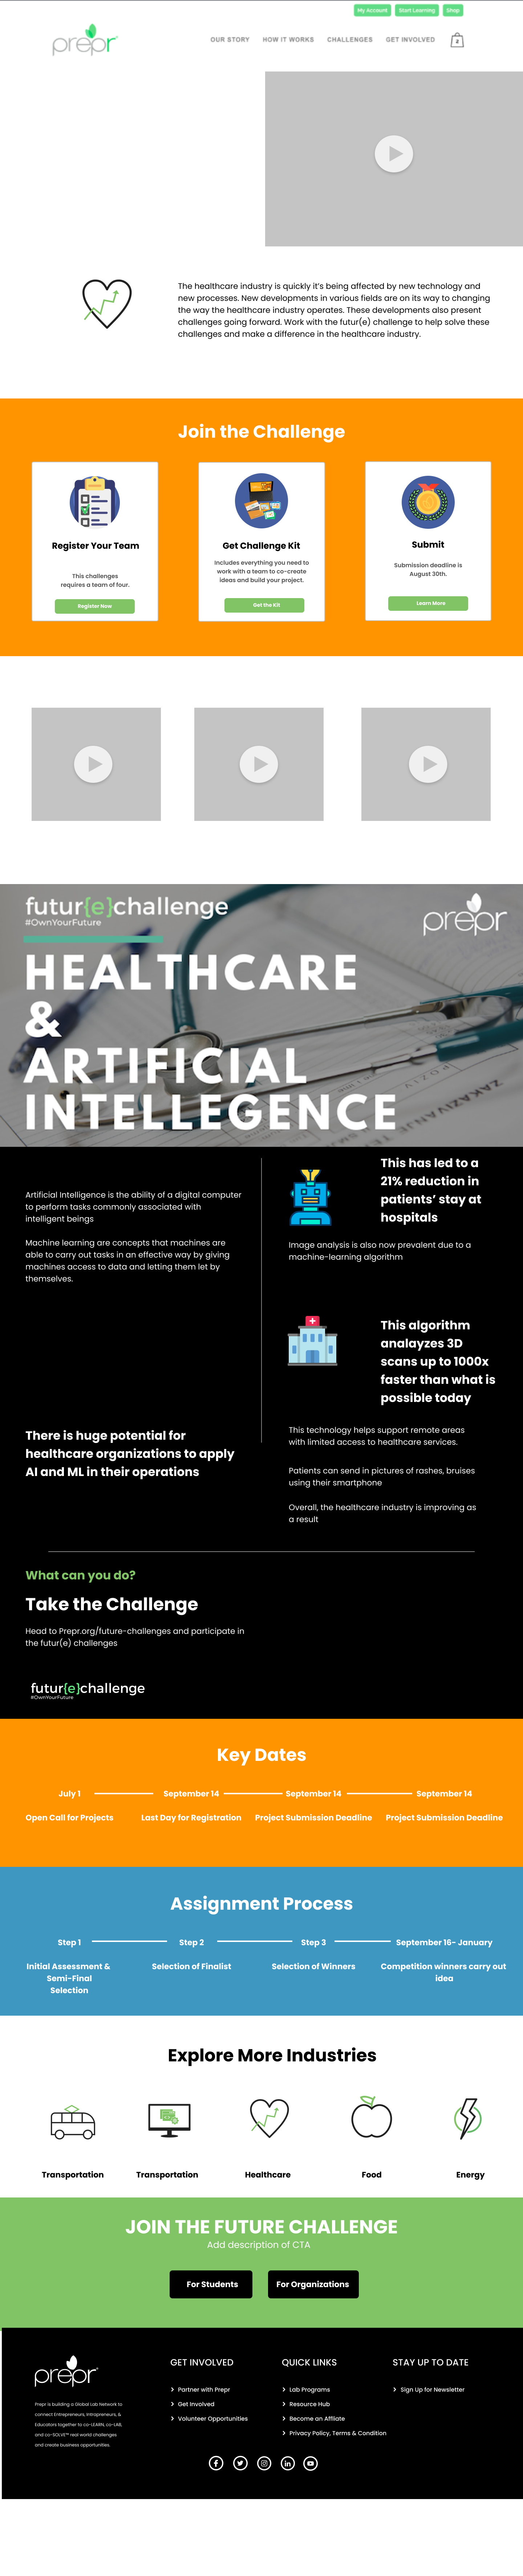 My Account Start Learning Shop
prepr
OUR STORY HOW IT WORKS CHALLENGES GET INVOLVED
The healthcare industry is quickly it's being affected by new technology and
new processes. New developments in various fields are on its way to changing
the way the healthcare industry operates. These developments also present
challenges going forward. Work with the futur(e) challenge to help solve these
challenges and make a difference in the healthcare industry.
Join the Challenge
Register Your Team
This challenges
requires a team of four.
Register Now
Get Challenge Kit
Includes everything you need to
work with a team to co-create
ideas and build your project.
Get the Kit
Submit
Submission deadline is
August 30th.
Learn More
futur{e}challenge
#OwnYourFuture
prepr
HEALTHCARE
&
ARTIFICIAL
INTELLEGENCE
Artificial Intelligence is the ability of a digital computer
to perform tasks commonly associated with
intelligent beings
Machine learning are concepts that machines are
able to carry out tasks in an effective way by giving
machines access to data and letting them let by
themselves.
There is huge potential for
healthcare organizations to apply
AI and ML in their operations
This has led to a
21% reduction in
patients' stay at
hospitals
Image analysis is also now prevalent due to a
machine-learning algorithm
This algorithm
analayzes 3D
scans up to 1000x
faster than what is
possible today
This technology helps support remote areas
with limited access to healthcare services.
Patients can send in pictures of rashes, bruises
using their smartphone
Overall, the healthcare industry is improving as
a result
What can you do?
Take the Challenge
Head to Prepr.org/future-challenges and participate in
the futur(e) challenges
futur{e}challenge
#OwnYourFuture
Key Dates
July 1 September 14 September 14 September 14
Open Call for Projects Last Day for Registration Project Submission Deadline Project Submission Deadline
Assignment Process
Step 1 Step 2 Step 3 September 16- January
Initial Assessment &
Semi-Final
Selection
Selection of Finalist
Selection of Winners
Competition winners carry out
idea
Explore More Industries
Transportation Transportation Healthcare Food Energy
JOIN THE FUTURE CHALLENGE
Add description of CTA
For Students For Organizations
prepr
Prepr is building a Global Lab Network to
connect Entrepreneurs, Intrapreneurs, &
Educators together to co-LEARN, co-LAB,
and co-SOLVE™ real world challenges
and create business opportunities.
GET INVOLVED
Partner with Prepr
Get Involved
Volunteer Opportunities
QUICK LINKS
Lab Programs
Resource Hub
Become an Affliate
Privacy Policy, Terms & Condition
STAY UP TO DATE
Sign Up for Newsletter